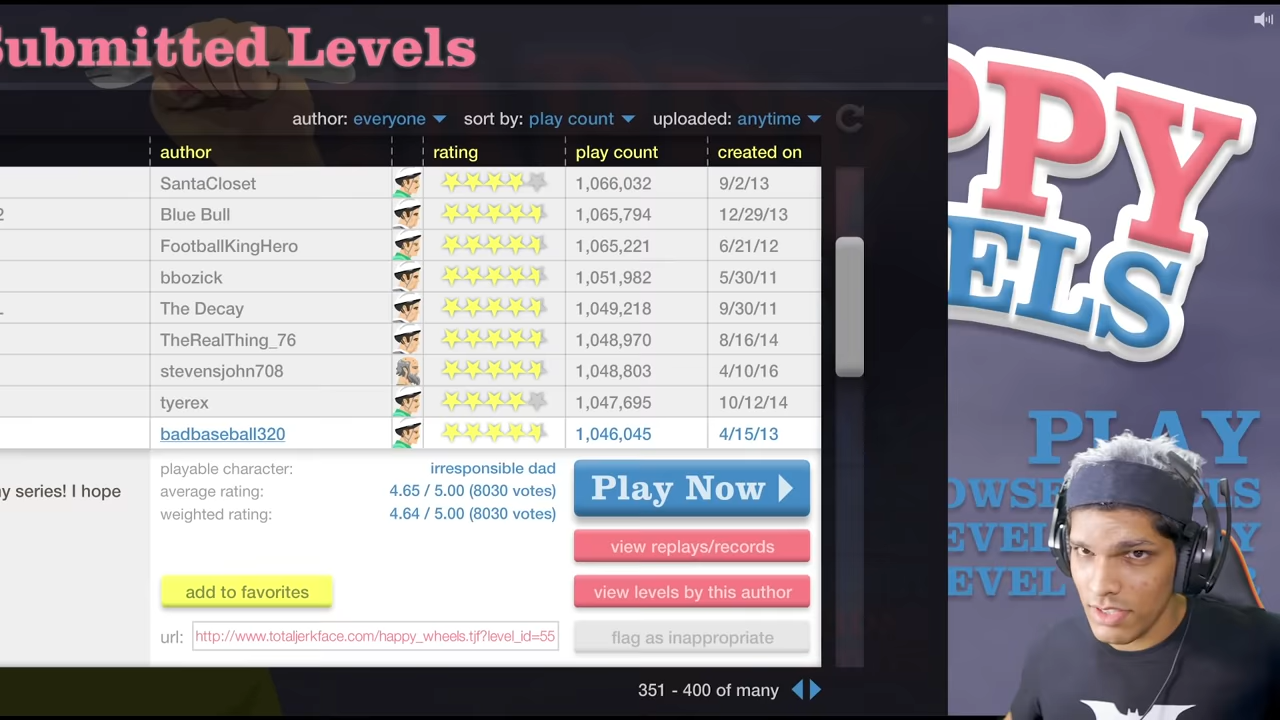 Submitted Levels
author: everyone sort by: play count uploaded: anytime
author rating play count created on
SantaCloset 1,066,032 9/2/13
2 Blue Bull 1,065,794 12/29/13
FootballKingHero 1,065,221 6/21/12
bbozick 1,051,982 5/30/11
The Decay 1,049,218 9/30/11
TheRealThing_76 1,048,970 8/16/14
stevensjohn708 1,048,803 4/10/16
tyerex 1,047,695 10/12/14
badbaseball320 1,046,045 4/15/13
y series! I hope
playable character: irresponsible dad
average rating: 4.65 / 5.00 (8030 votes)
weighted rating: 4.64 / 5.00 (8030 votes)
Play Now
view replays/records
add to favorites
view levels by this author
url: http://www.totaljerkface.com/happy_wheels.tjf?level_id=55
flag as inappropriate
351 - 400 of many
PPY
ELS
PLAY
OWSE LS
EVEL
EVEL